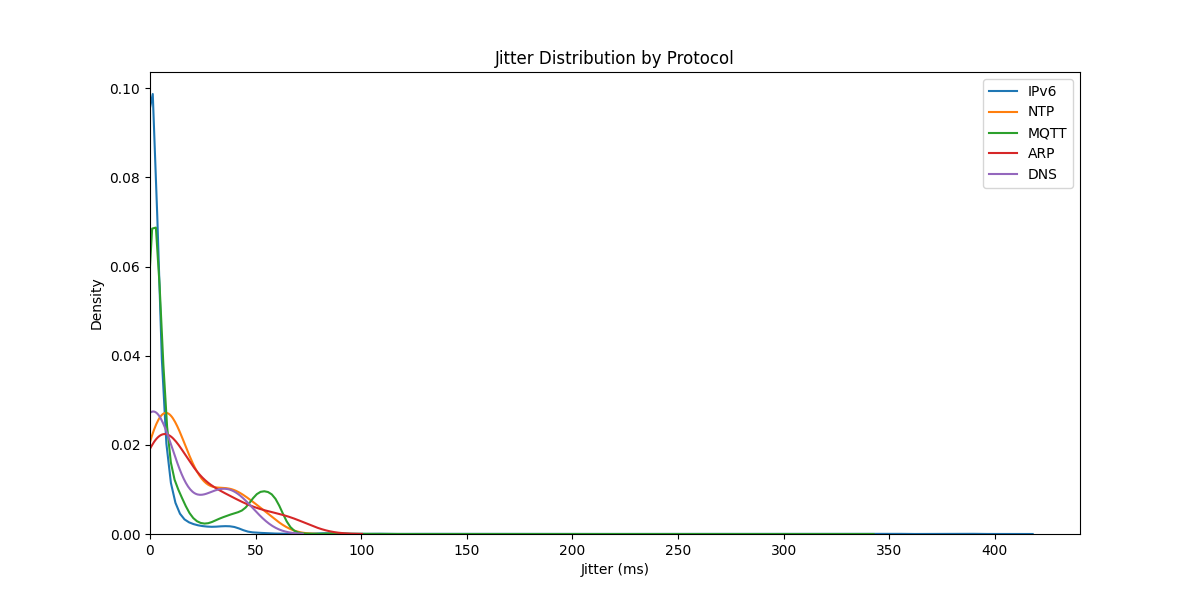 Jitter Distribution by Protocol
IPv6
NTP
MQTT
ARP
DNS
Density
0.10
0.08
0.06
0.04
0.02
0.00
0 50 100 150 200 250 300 350 400
Jitter (ms)